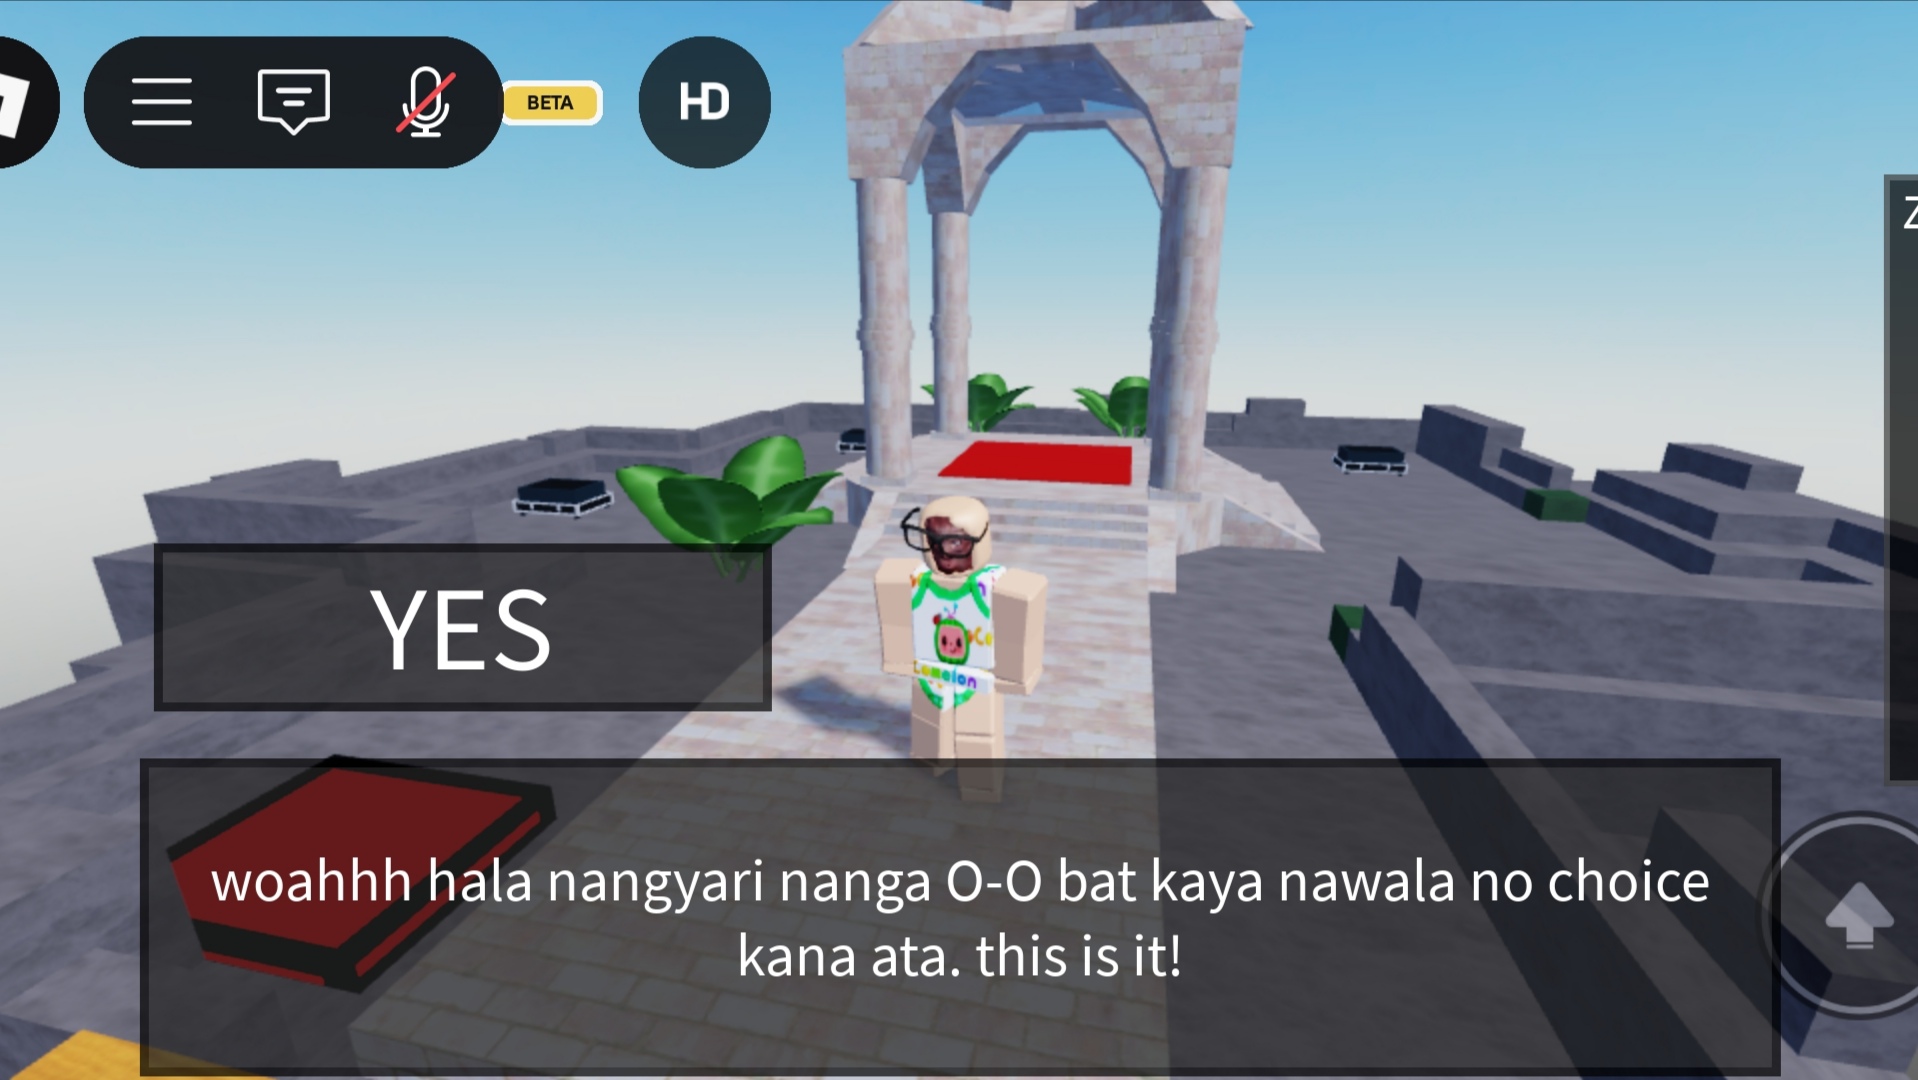 BETA
HD
Z
YES
woahhh hala nangyari nanga O-O bat kaya nawala no choice
kana ata. this is it!